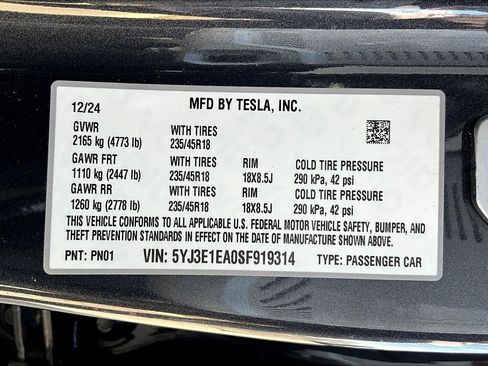 12/24 MFD BY TESLA, INC.
GVWR WITH TIRES
2165 kg (4773 lb) 235/45R18
GAWR FRT WITH TIRES RIM COLD TIRE PRESSURE
1110 kg (2447 lb) 235/45R18 18X8.5J 290 kPa, 42 psi
GAWR RR WITH TIRES RIM COLD TIRE PRESSURE
1260 kg (2778 lb) 235/45R18 18X8.5J 290 kPa, 42 psi
THIS VEHICLE CONFORMS TO ALL APPLICABLE U.S. FEDERAL MOTOR VEHICLE SAFETY, BUMPER, AND
THEFT PREVENTION STANDARDS IN EFFECT ON THE DATE OF MANUFACTURE SHOWN ABOVE.
PNT: PN01 VIN: 5YJ3E1EA0SF919314 TYPE: PASSENGER CAR